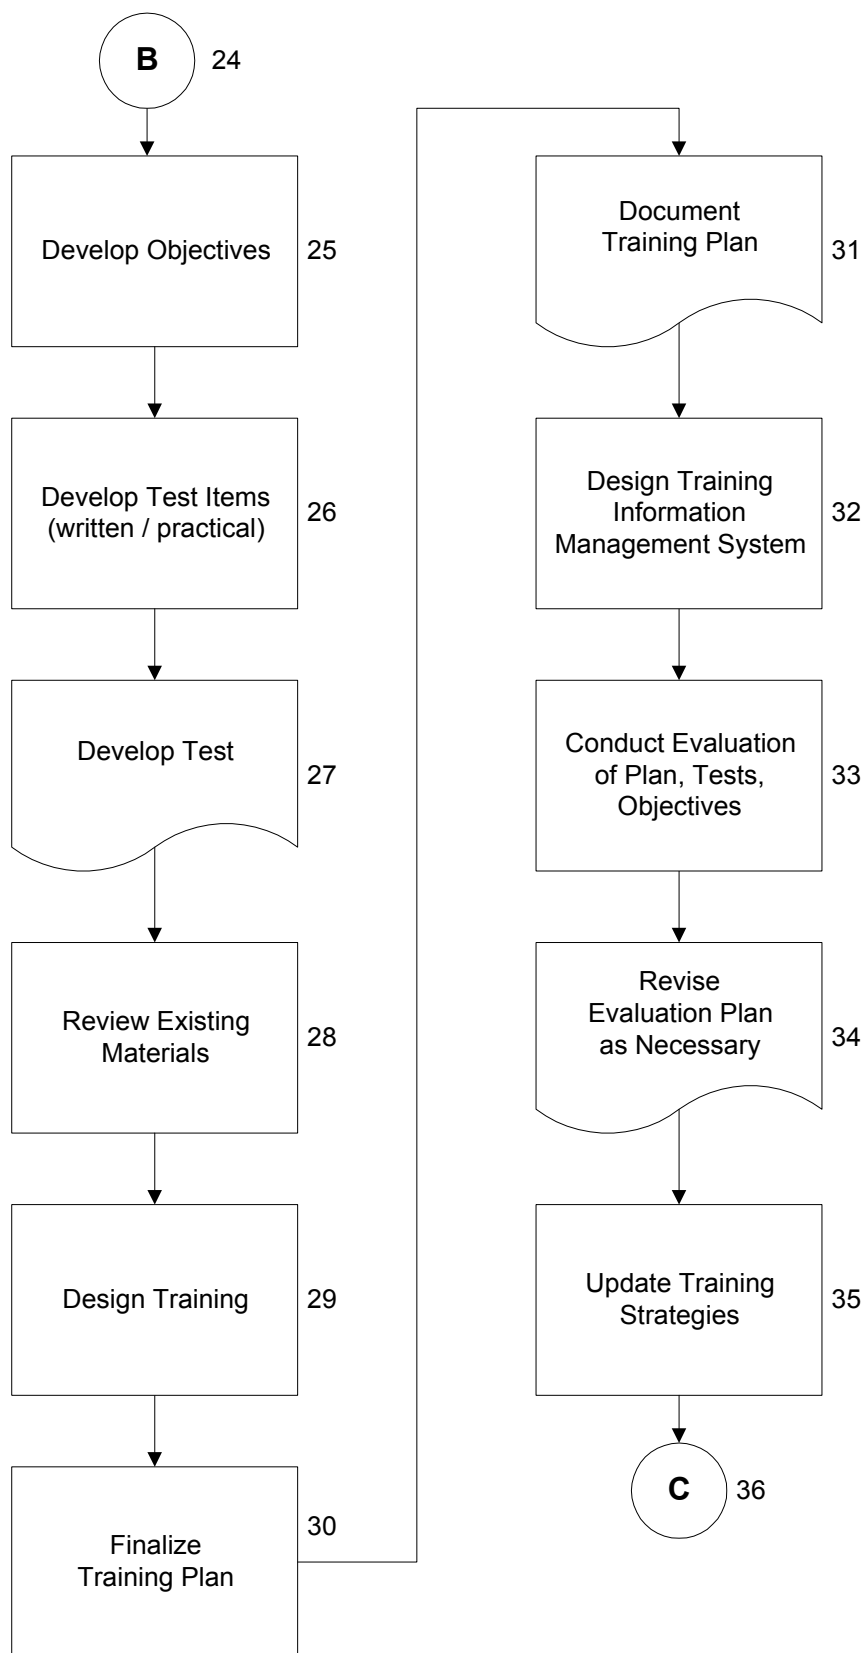 B
24
Develop Objectives
25
Develop Test Items
(written / practical)
26
Develop Test
27
Review Existing
Materials
28
Design Training
29
Finalize
Training Plan
30
Document
Training Plan
31
Design Training
Information
Management System
32
Conduct Evaluation
of Plan, Tests,
Objectives
33
Revise
Evaluation Plan
as Necessary
34
Update Training
Strategies
35
C
36